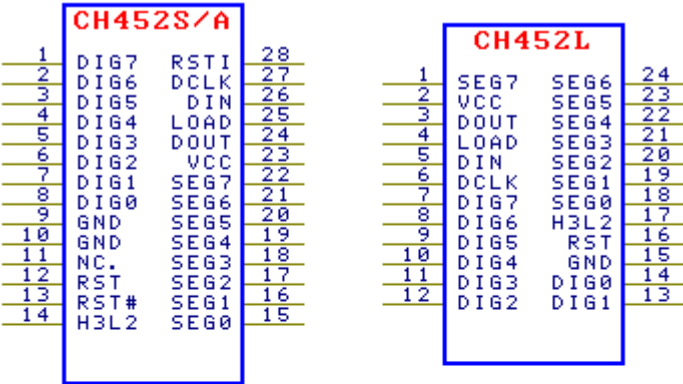 CH452S/A
1 DIG7 RSTI 28
2 DIG6 DCLK 27
3 DIG5 DIN 26
4 DIG4 LOAD 25
5 DIG3 DOUT 24
6 DIG2 VCC 23
7 DIG1 SEG7 22
8 DIG0 SEG6 21
9 GND SEG5 20
10 GND SEG4 19
11 NC. SEG3 18
12 RST SEG2 17
13 RST# SEG1 16
14 H3L2 SEG0 15
CH452L
1 SEG7 SEG6 24
2 VCC SEG5 23
3 DOUT SEG4 22
4 LOAD SEG3 21
5 DIN SEG2 20
6 DCLK SEG1 19
7 DIG7 SEG0 18
8 DIG6 H3L2 17
9 DIG5 RST 16
10 DIG4 GND 15
11 DIG3 DIG0 14
12 DIG2 DIG1 13